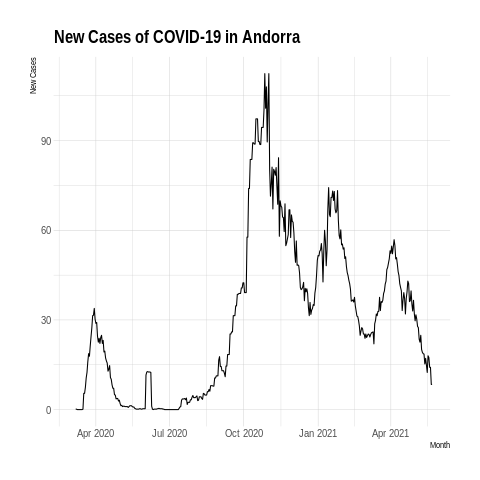 New Cases of COVID-19 in Andorra
New Cases
90
60
30
0
Apr 2020 Jul 2020 Oct 2020 Jan 2021 Apr 2021
Month